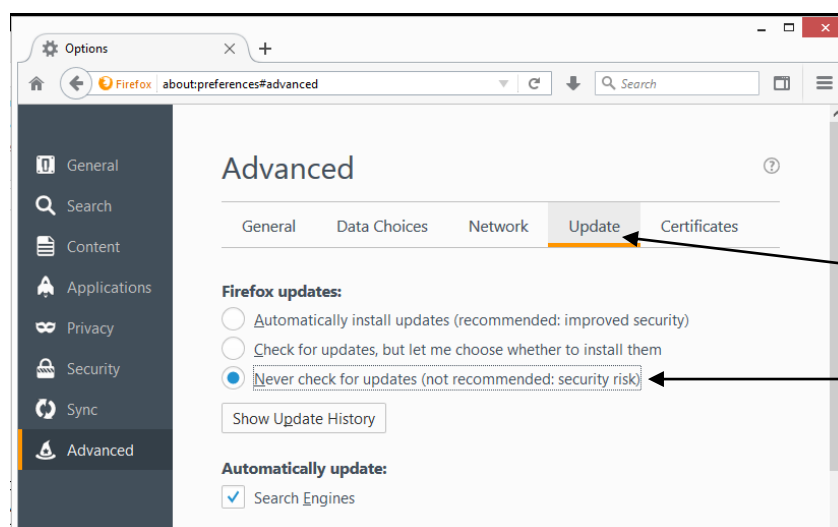 Options
Firefox about:preferences#advanced
Search
General
Search
Content
Applications
Privacy
Security
Sync
Advanced
Advanced
General Data Choices Network Update Certificates
Firefox updates:
Automatically install updates (recommended: improved security)
Check for updates, but let me choose whether to install them
Never check for updates (not recommended: security risk)
Show Update History
Automatically update:
Search Engines